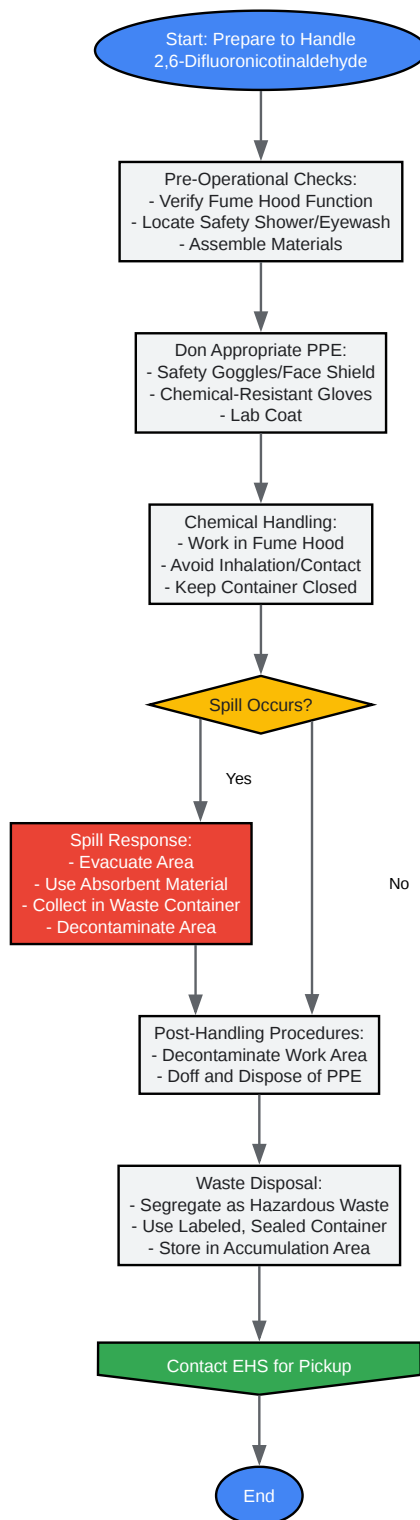 Start: Prepare to Handle
2,6-Difluoronicotinaldehyde
Pre-Operational Checks:
- Verify Fume Hood Function
- Locate Safety Shower/Eyewash
- Assemble Materials
Don Appropriate PPE:
- Safety Goggles/Face Shield
- Chemical-Resistant Gloves
- Lab Coat
Chemical Handling:
- Work in Fume Hood
- Avoid Inhalation/Contact
- Keep Container Closed
Spill Occurs?
Yes
Spill Response:
- Evacuate Area
- Use Absorbent Material
- Collect in Waste Container
- Decontaminate Area
No
Post-Handling Procedures:
- Decontaminate Work Area
- Doff and Dispose of PPE
Waste Disposal:
- Segregate as Hazardous Waste
- Use Labeled, Sealed Container
- Store in Accumulation Area
Contact EHS for Pickup
End